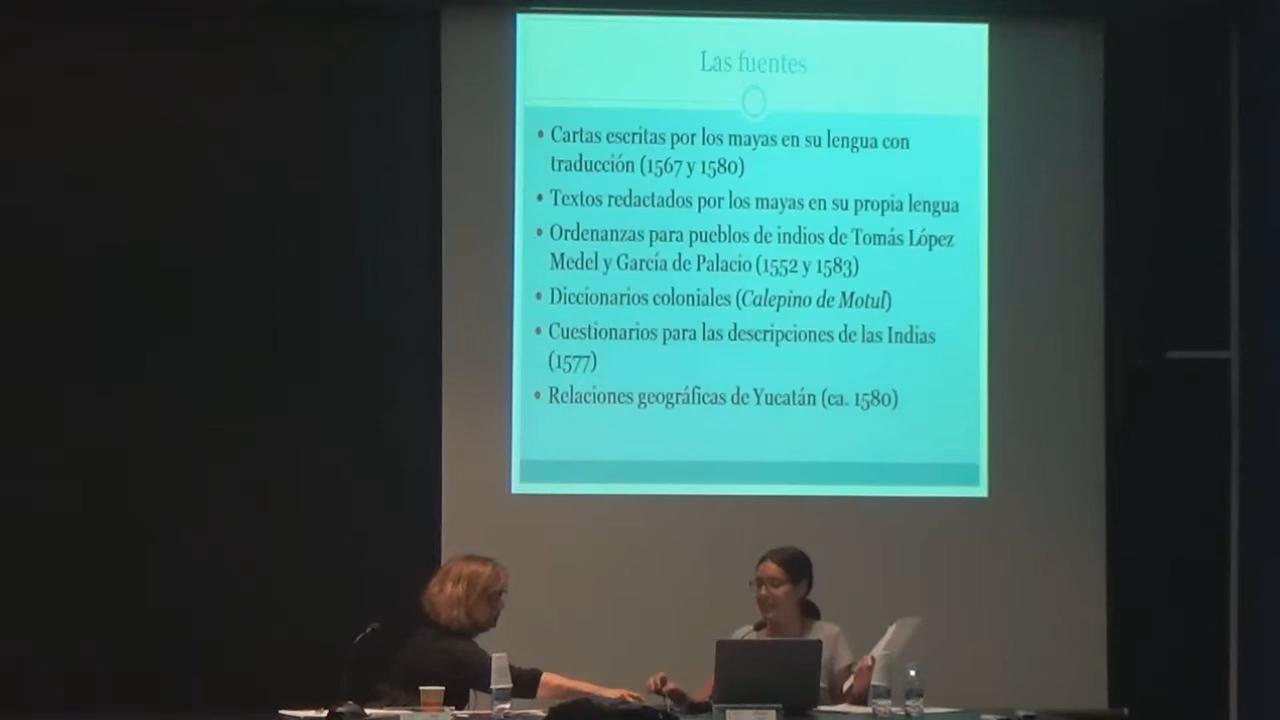 Las fuentes
• Cartas escritas por los mayas en su lengua con
traducción (1567 y 1580)
• Textos redactados por los mayas en su propia lengua
• Ordenanzas para pueblos de indios de Tomás López
Medel y García de Palacio (1552 y 1583)
• Diccionarios coloniales (Calepino de Motul)
• Cuestionarios para las descripciones de las Indias
(1577)
• Relaciones geográficas de Yucatán (ca. 1580)